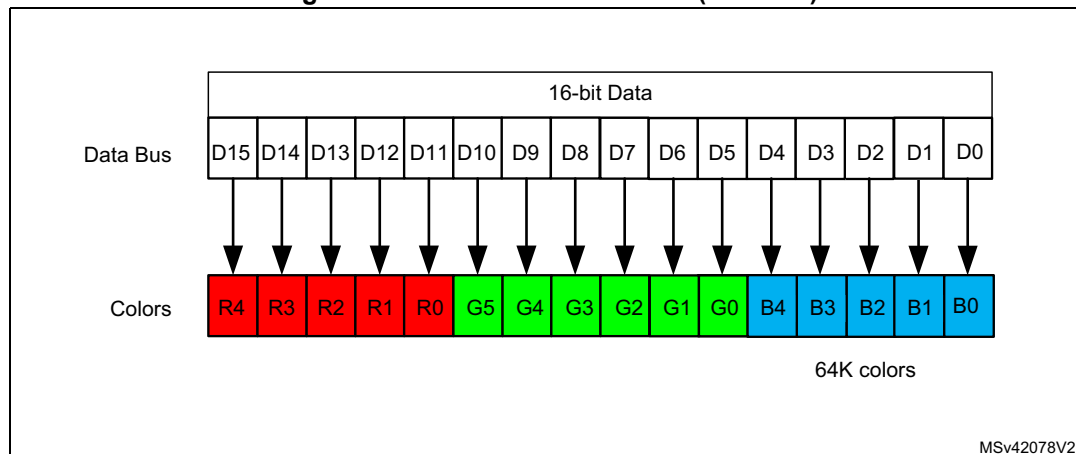 16-bit Data
Data Bus D15 D14 D13 D12 D11 D10 D9 D8 D7 D6 D5 D4 D3 D2 D1 D0
Colors R4 R3 R2 R1 R0 G5 G4 G3 G2 G1 G0 B4 B3 B2 B1 B0
64K colors
MSv42078V2